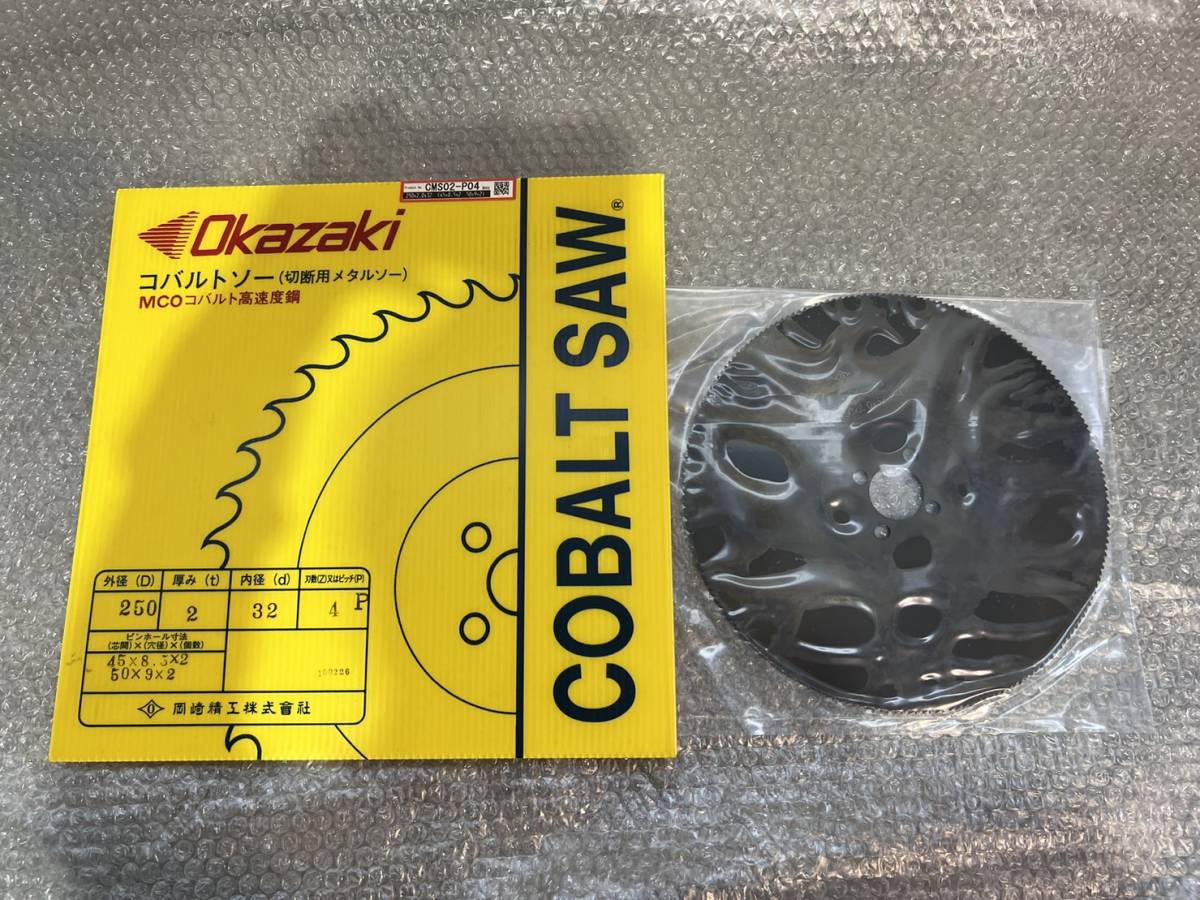 Product No. CMS02-P04
Okazaki
コバルトソー(切断用メタルソー)
MCOコバルト高速度鋼
COBALT SAW®
外径(D) 厚み(t) 内径(d) 刃数(Z)又はピッチ(P)
250 2 32 4 P
ピンホール寸法
(芯間)×(穴径)×(個数)
45×8.5×2
50×9×2
岡崎精工株式會社